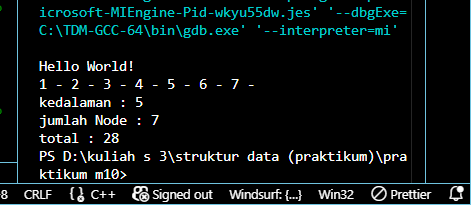 icrosoft-MIEngine-Pid-wkyu55dw.jes' '--dbgExe=
C:\TDM-GCC-64\bin\gdb.exe' '--interpreter=mi'
Hello World!
1 - 2 - 3 - 4 - 5 - 6 - 7 -
kedalaman : 5
jumlah Node : 7
total : 28
PS D:\kuliah s 3\struktur data (praktikum)\pra
ktikum m10>
-8 CRLF {} C++ Signed out Windsurf: {...} Win32 Prettier